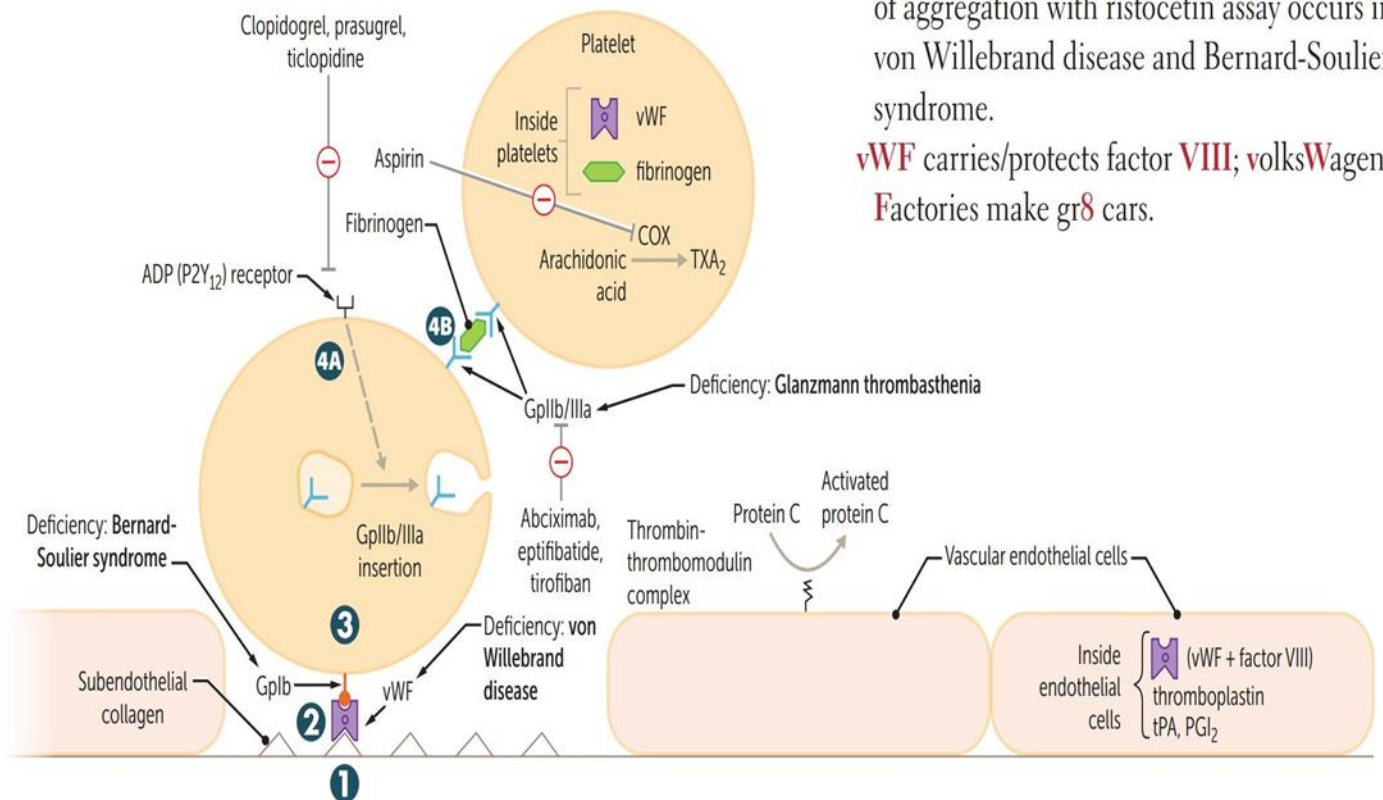 of aggregation with ristocetin assay occurs in
von Willebrand disease and Bernard-Soulier
syndrome.
vWF carries/protects factor VIII; volksWagen
Factories make gr8 cars.
Clopidogrel, prasugrel,
ticlopidine
Platelet
Inside
platelets
vWF
fibrinogen
Aspirin
Fibrinogen
COX
Arachidonic
acid
TXA₂
ADP (P2Y₁₂) receptor
4A
4B
GpIIb/IIIa
Deficiency: Glanzmann thrombasthenia
Abciximab,
eptifibatide,
tirofiban
GpIIb/IIIa
insertion
Deficiency: Bernard-
Soulier syndrome
3
Deficiency: von
Willebrand
disease
GpIb
vWF
2
Subendothelial
collagen
1
Thrombin-
thrombomodulin
complex
Protein C
Activated
protein C
Vascular endothelial cells
Inside
endothelial
cells
(vWF + factor VIII)
thromboplastin
tPA, PGI₂